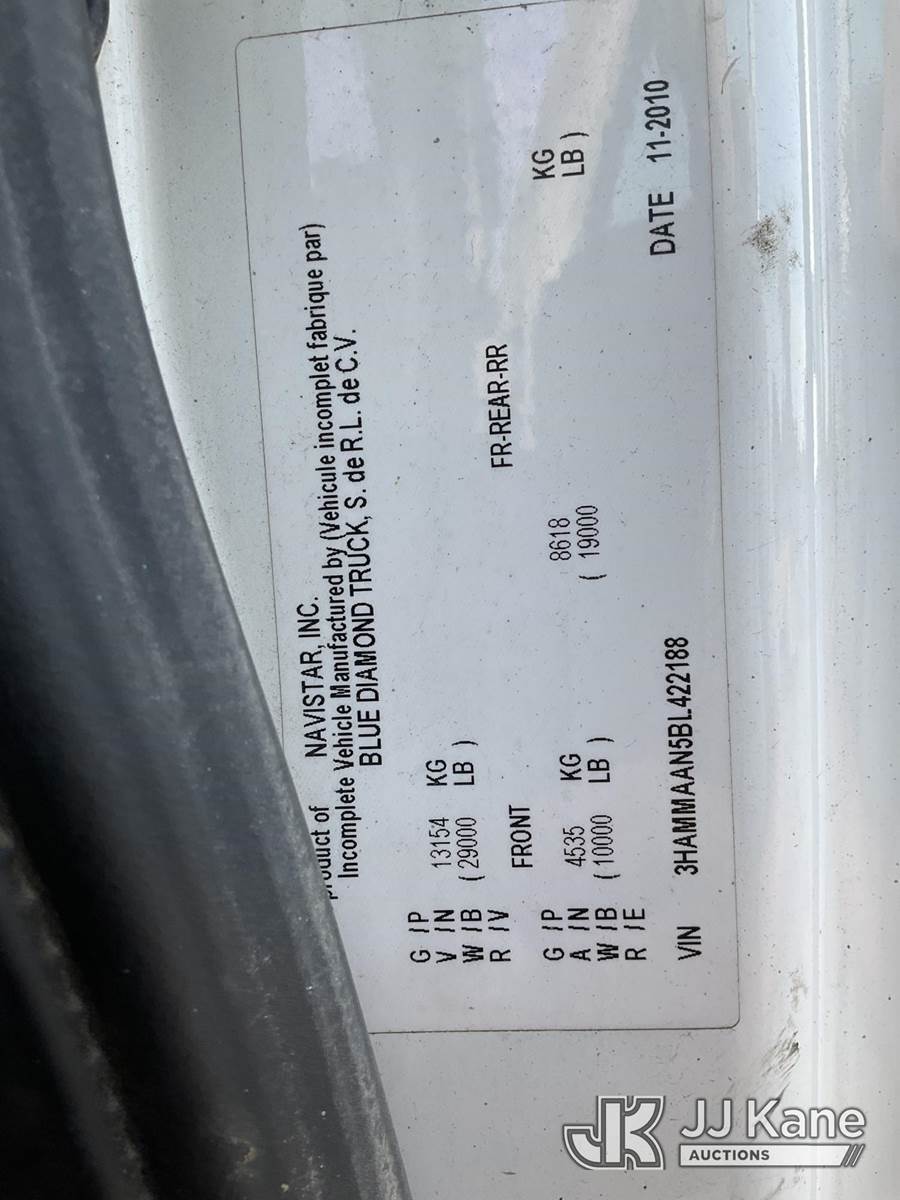 product of NAVISTAR, INC.
Incomplete Vehicle Manufactured by (Vehicule incomplet fabrique par)
BLUE DIAMOND TRUCK, S. de R.L. de C.V.
G /P
V /N 13154 KG
W /B ( 29000 LB )
R /V FR-REAR-RR
FRONT
G /P KG
A /N 4535 KG 8618 LB )
W /B ( 10000 LB ) ( 19000
R /E
VIN 3HAMMAAN5BL422188 DATE 11-2010
JK JJ Kane
AUCTIONS